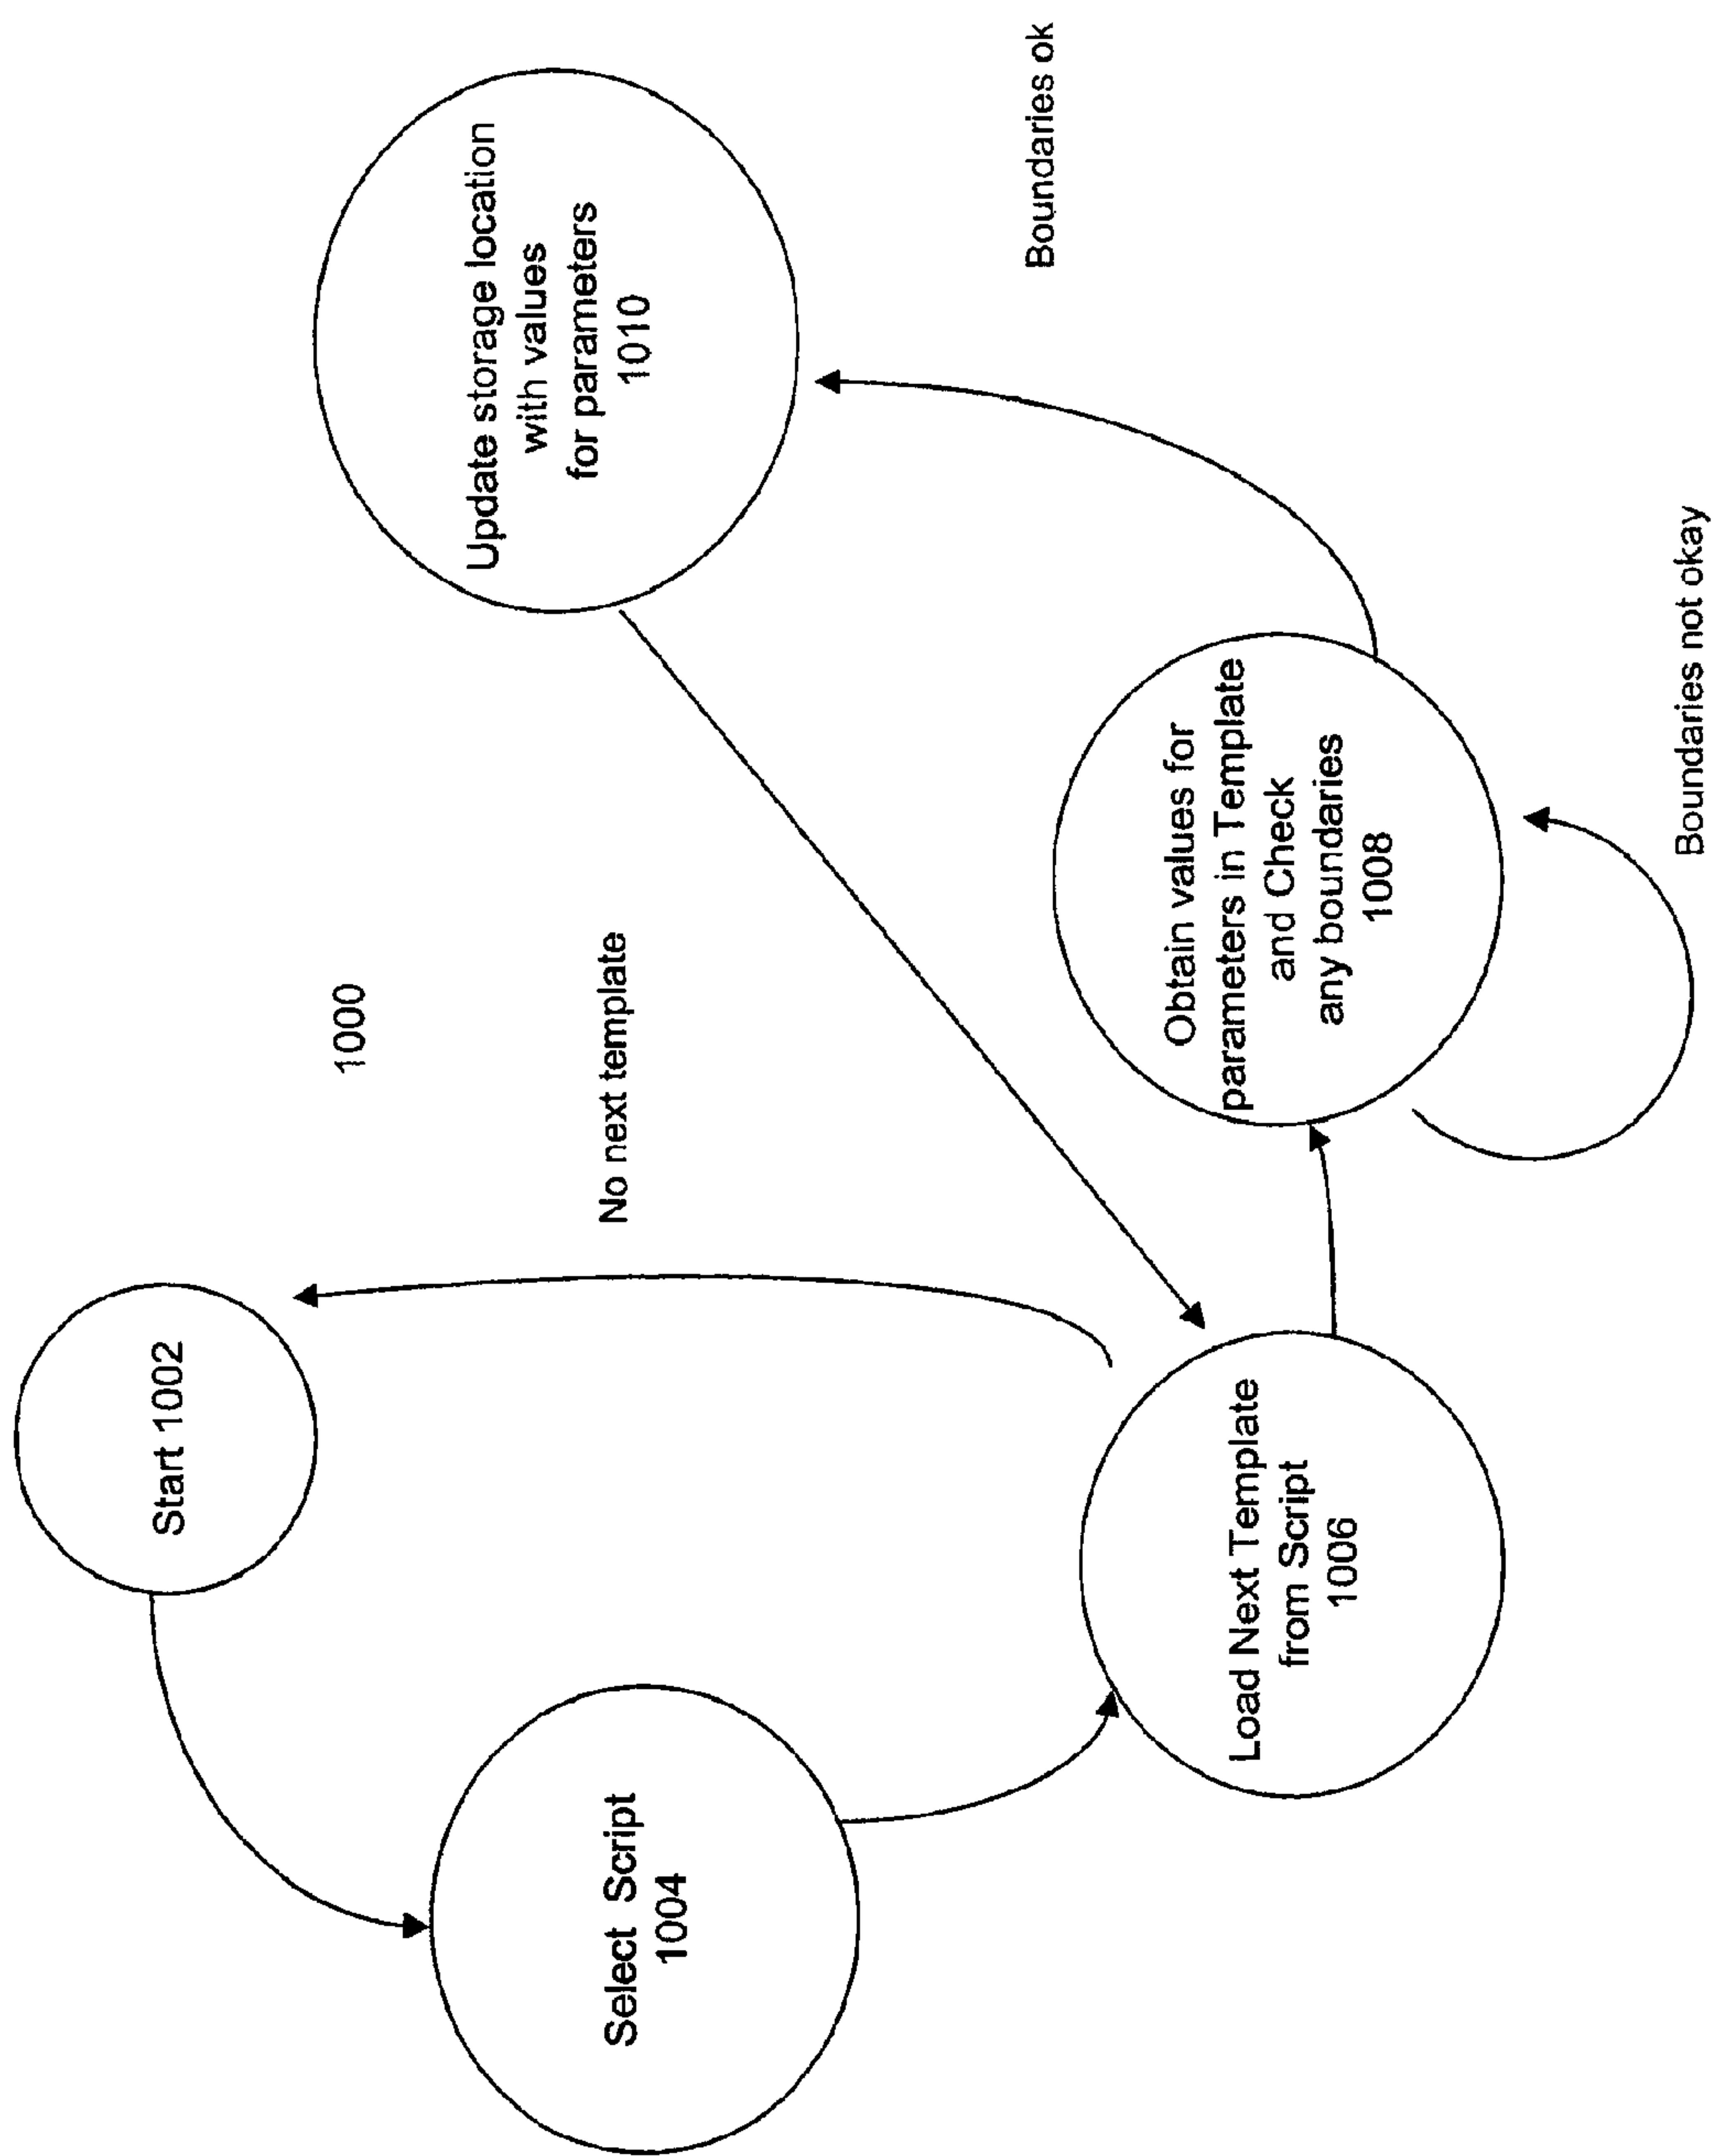 Start 1002
1000
Select  Script
1004
No next template
Update storage location
with values
for parameters
1010
Load Next Template
from Script
1006
Obtain values for
parameters in Template
and Check
any boundaries
1008
Boundaries ok
Boundaries not okay